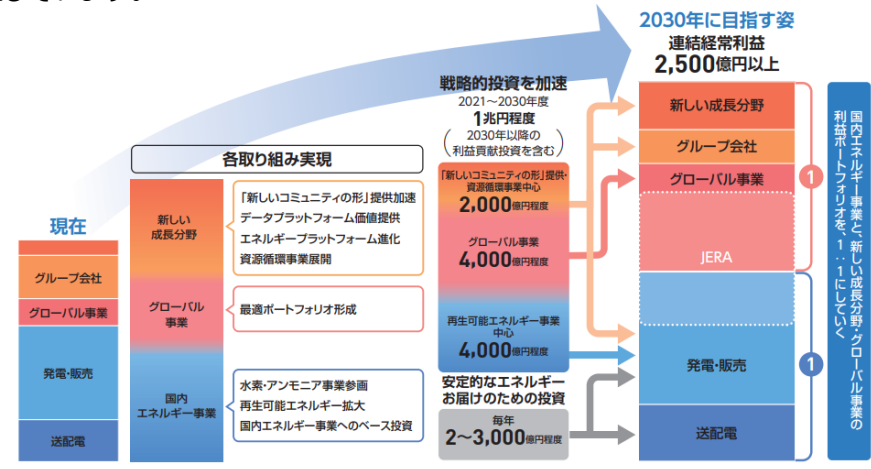 2030年に目指す姿
連結経常利益
2,500億円以上
戦略的投資を加速
2021～2030年度
1兆円程度
(2030年以降の
利益貢献投資を含む)
各取り組み実現
現在
グループ会社
グローバル事業
発電・販売
送配電
新しい
成長分野
グローバル
事業
国内
エネルギー事業
「新しいコミュニティの形」提供加速
データプラットフォーム価値提供
エネルギープラットフォーム進化
資源循環事業展開
最適ポートフォリオ形成
水素・アンモニア事業参画
再生可能エネルギー拡大
国内エネルギー事業へのベース投資
「新しいコミュニティの形」提供・
資源循環事業中心
2,000億円程度
グローバル事業
4,000億円程度
再生可能エネルギー事業
中心
4,000億円程度
安定的なエネルギー
お届けのための投資
毎年
2～3,000億円程度
新しい成長分野
グループ会社
グローバル事業
JERA
発電・販売
送配電
1
1
国内エネルギー事業と、新しい成長分野・グローバル事業の
利益ポートフォリオを、1：1にしていく